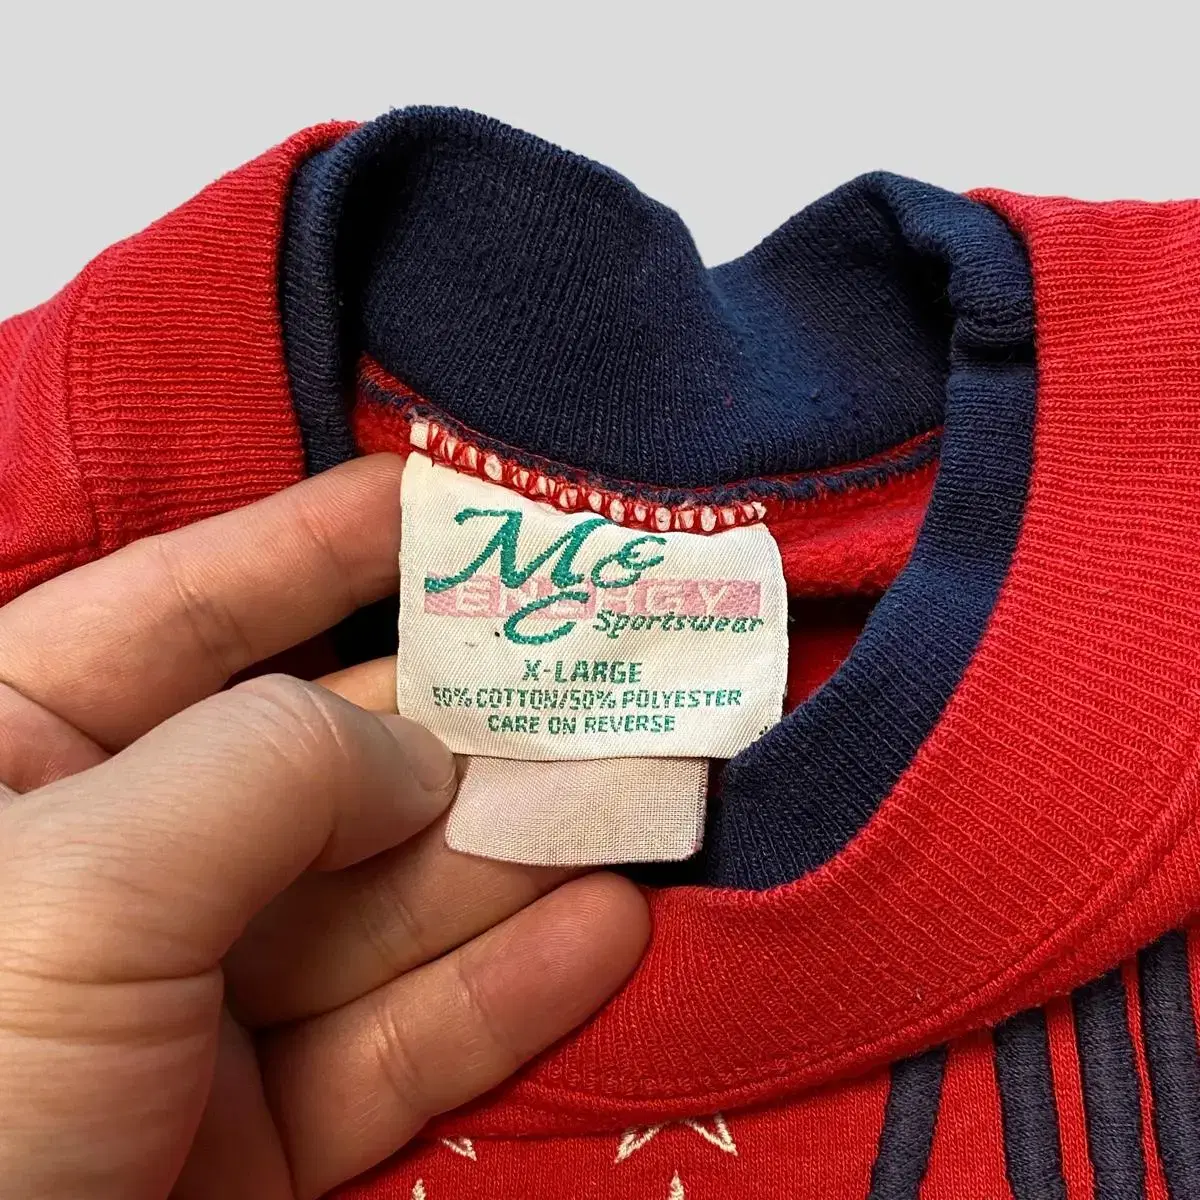 M&C
ENERGY
Sportswear
X-LARGE
50% COTTON/50% POLYESTER
CARE ON REVERSE